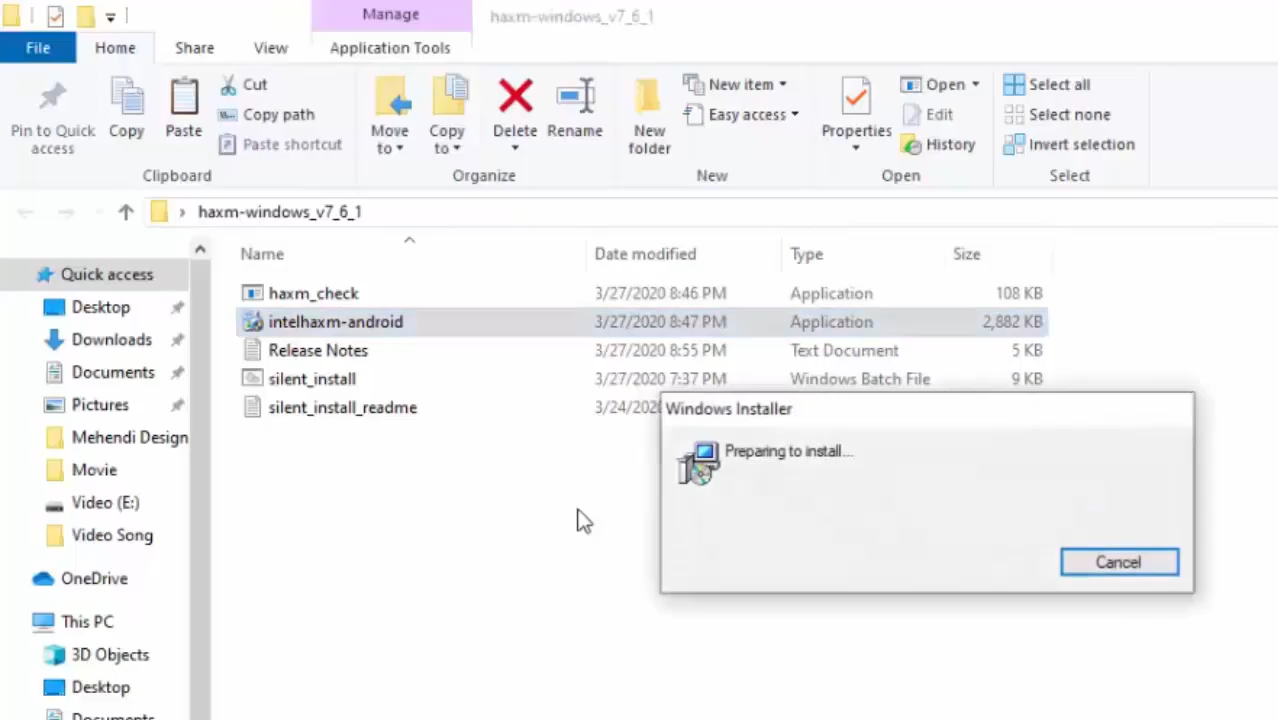 Manage
haxm-windows_v7_6_1
File
Home
Share
View
Application Tools
Pin to Quick
access
Copy
Paste
Cut
Copy path
Paste shortcut
Clipboard
Move
to
Copy
to
Delete
Rename
Organize
New
folder
New item
Easy access
New
Properties
Open
Edit
History
Open
Select all
Select none
Invert selection
Select
haxm-windows_v7_6_1
Name
Date modified
Type
Size
haxm_check
3/27/2020 8:46 PM
Application
108 KB
intelhaxm-android
3/27/2020 8:47 PM
Application
2,882 KB
Release Notes
3/27/2020 8:55 PM
Text Document
5 KB
silent_install
3/27/2020 7:37 PM
Windows Batch File
9 KB
silent_install_readme
3/24/2020
Quick access
Desktop
Downloads
Documents
Pictures
Mehendi Design
Movie
Video (E:)
Video Song
OneDrive
This PC
3D Objects
Desktop
Documents
Windows Installer
Preparing to install...
Cancel